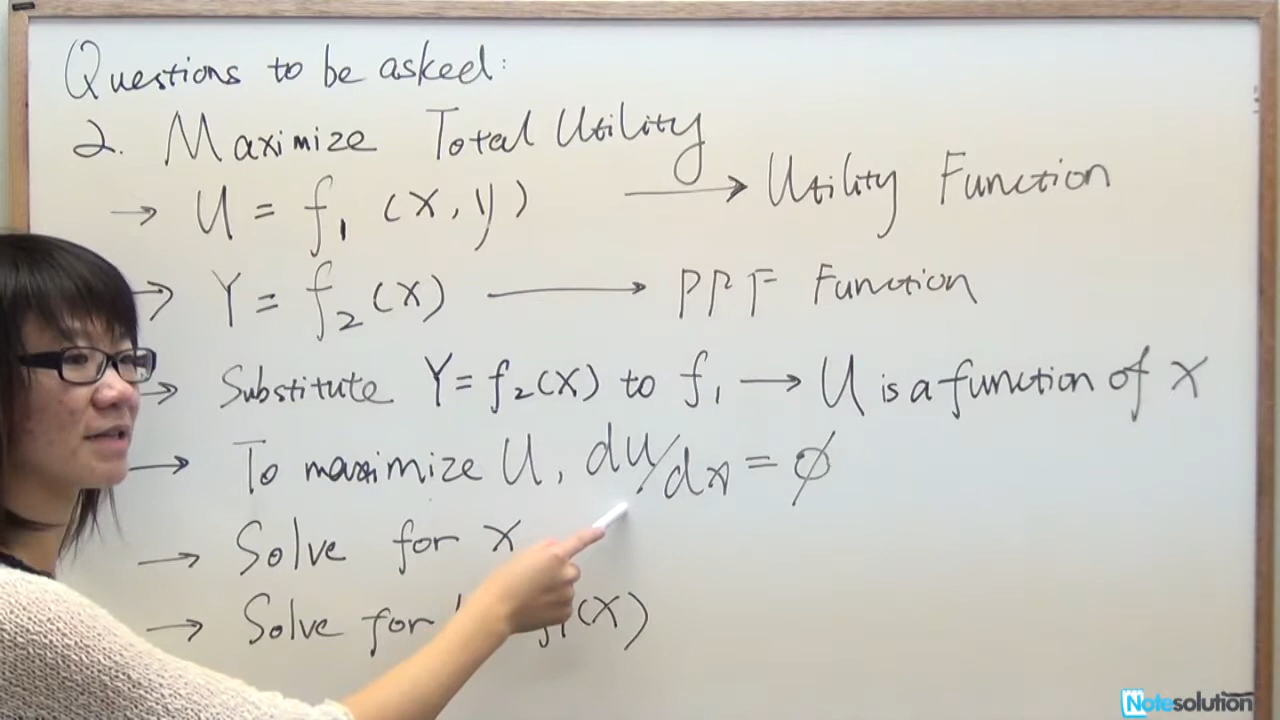 Questions to be asked:
2. Maximize Total Utility
→ U = f₁ (x, y) → Utility Function
→ Y = f₂ (x) → PPF Function
→ Substitute Y = f₂(x) to f₁ → U is a function of x
→ To maximize U, du/dx = ∅
→ Solve for x
→ Solve for f₁(x)
Notesolution